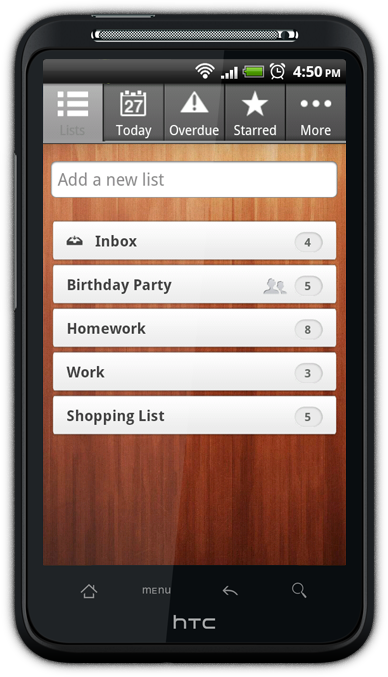 4:50 PM
27
Lists Today Overdue Starred More
Add a new list
Inbox 4
Birthday Party 5
Homework 8
Work 3
Shopping List 5
MENU
hTC